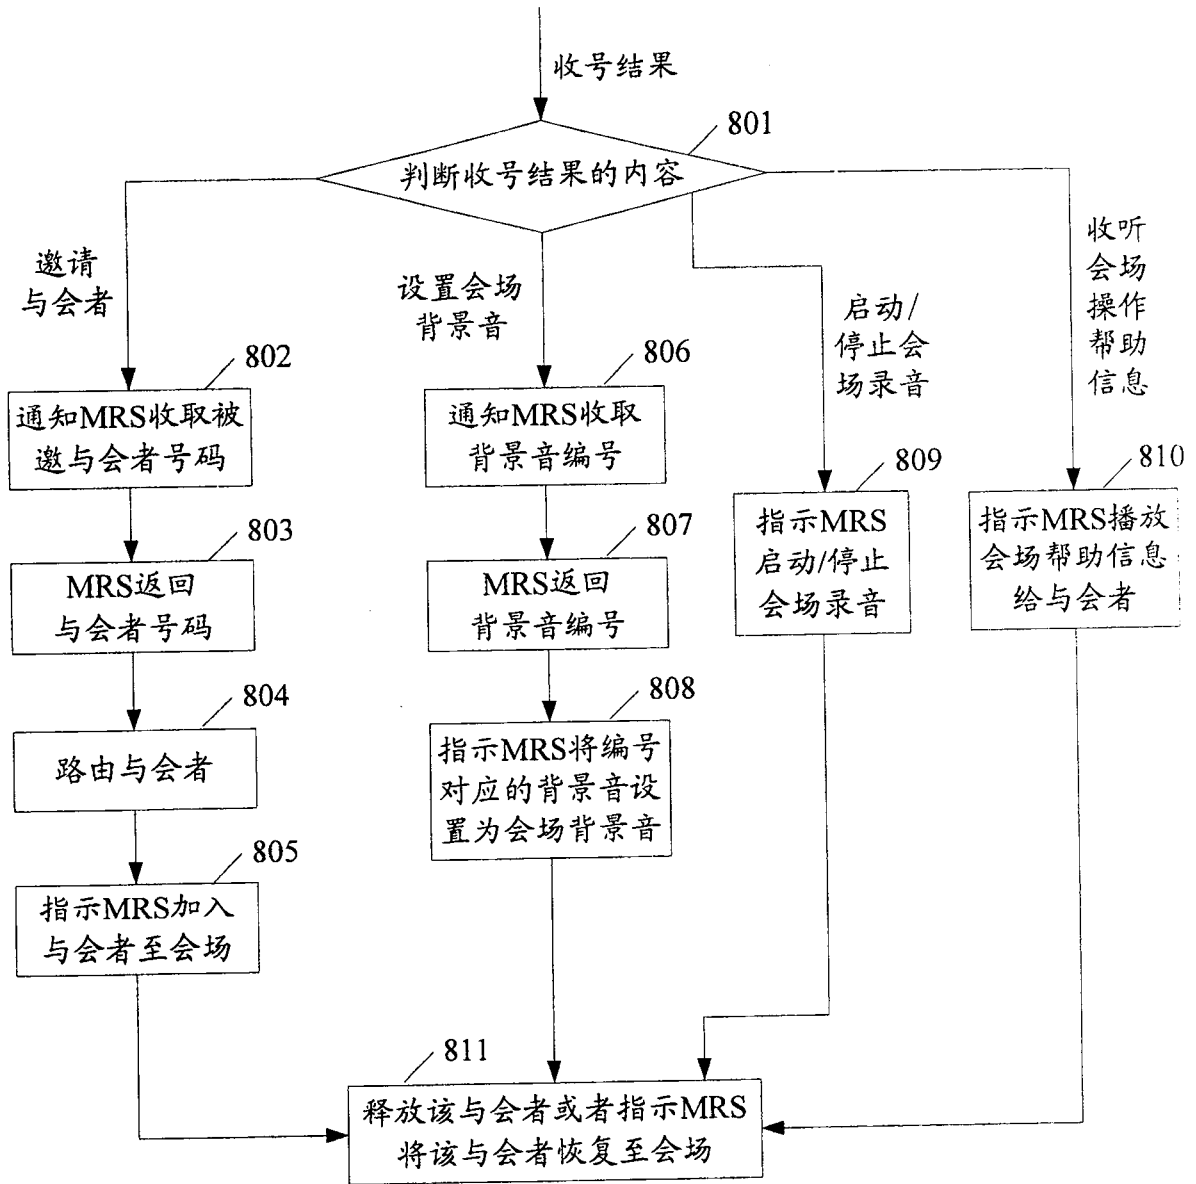 收号结果
801
判断收号结果的内容
邀请
与会者
设置会场
背景音
启动/
停止会
场录音
收听
会场
操作
帮助
信息
802
通知MRS收取被
邀与会者号码
803
MRS返回
与会者号码
804
路由与会者
805
指示MRS加入
与会者至会场
806
通知MRS收取
背景音编号
807
MRS返回
背景音编号
808
指示MRS将编号
对应的背景音设
置为会场背景音
809
指示MRS
启动/停止
会场录音
810
指示MRS播放
会场帮助信息
给与会者
811
释放该与会者或者指示MRS
将该与会者恢复至会场